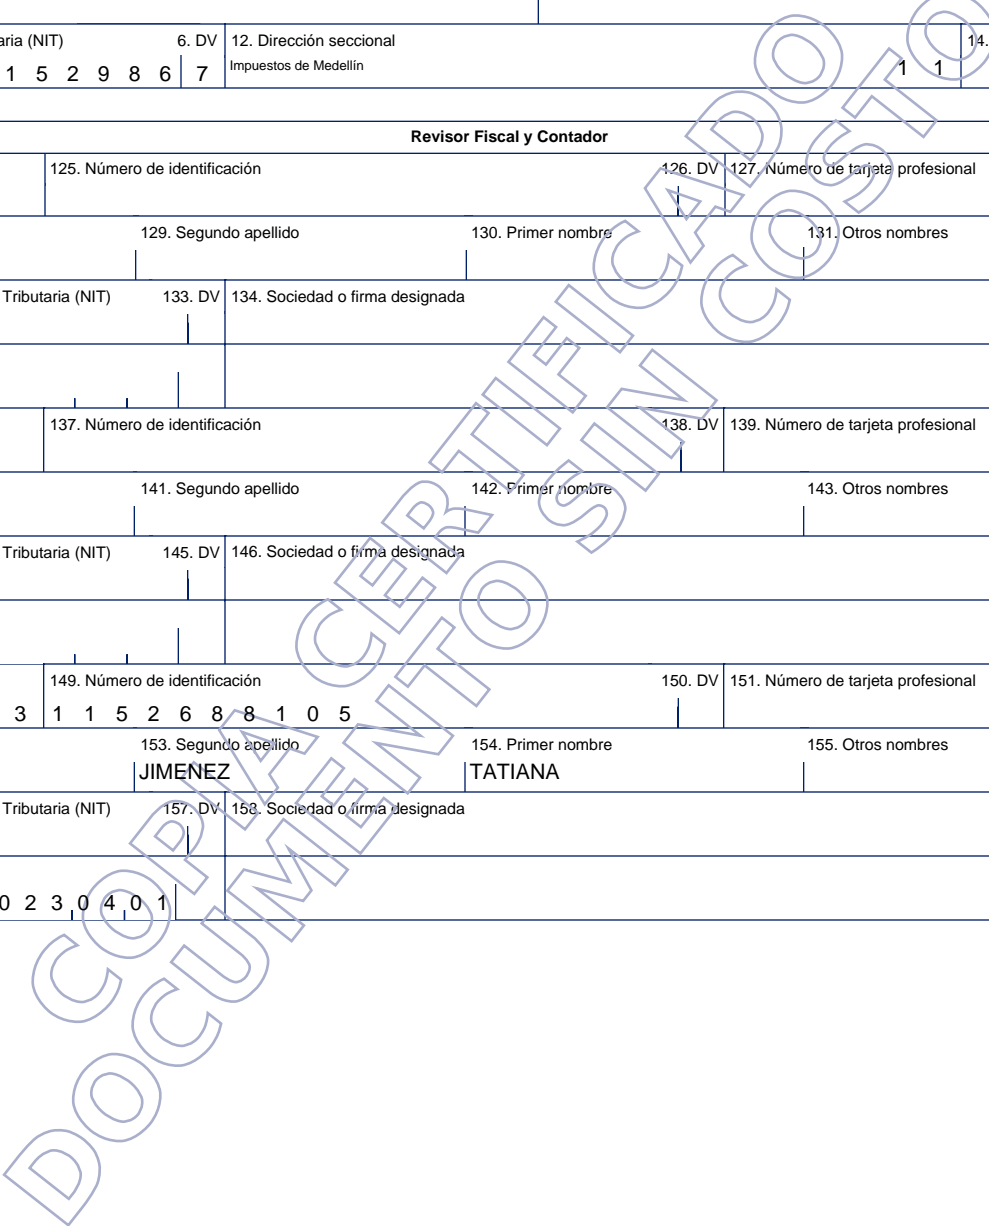 aria (NIT) 6. DV 12. Dirección seccional 14.
1 5 2 9 8 6 7 Impuestos de Medellín 1 1
Revisor Fiscal y Contador
125. Número de identificación 126. DV 127. Número de tarjeta profesional
129. Segundo apellido 130. Primer nombre 131. Otros nombres
Tributaria (NIT) 133. DV 134. Sociedad o firma designada
137. Número de identificación 138. DV 139. Número de tarjeta profesional
141. Segundo apellido 142. Primer nombre 143. Otros nombres
Tributaria (NIT) 145. DV 146. Sociedad o firma designada
149. Número de identificación 150. DV 151. Número de tarjeta profesional
3 1 1 5 2 6 8 8 1 0 5
153. Segundo apellido 154. Primer nombre 155. Otros nombres
JIMENEZ TATIANA
Tributaria (NIT) 157. DV 158. Sociedad o firma designada
0 2 3 0 4 0 1
COPIA CERTIFICADO
DOCUMENTO SIN COSTO